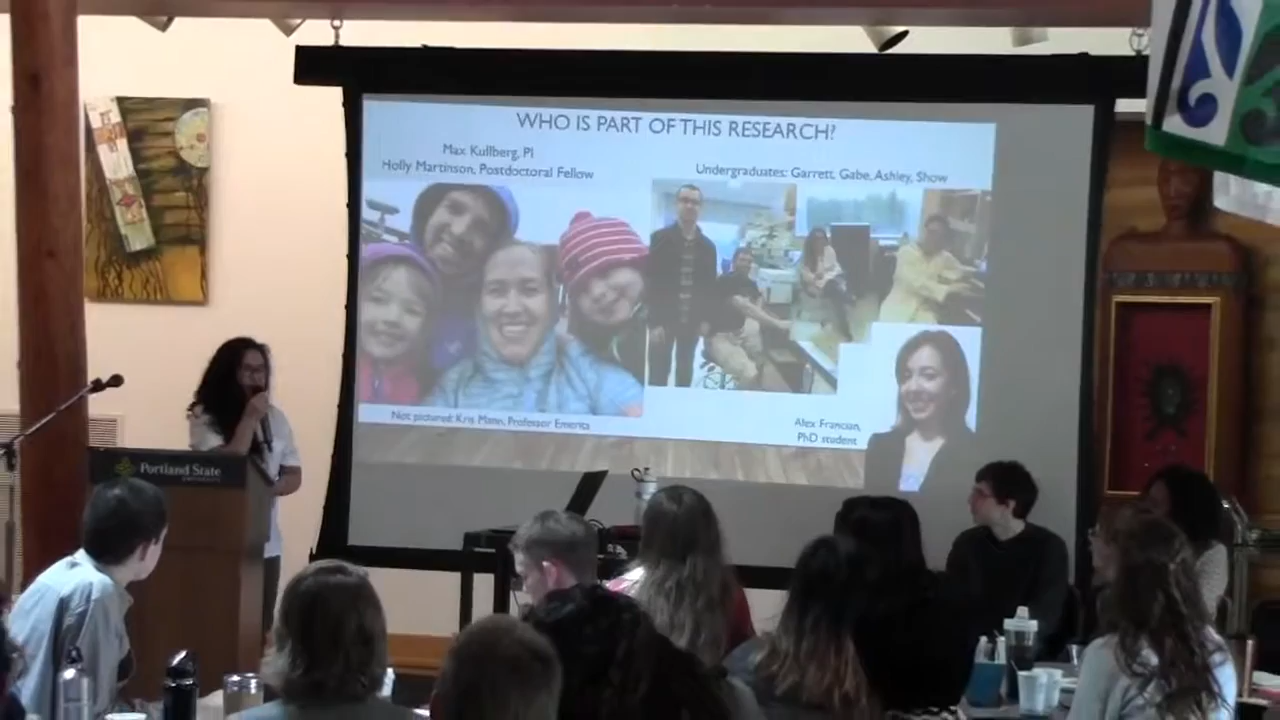 WHO IS PART OF THIS RESEARCH?
Max Kullberg, PI
Holly Martinson, Postdoctoral Fellow
Undergraduates: Garrett, Gabe, Ashley, Show
Not pictured: Kris Mann, Professor Emerita
Alex Francian,
PhD student
Portland State
UNIVERSITY